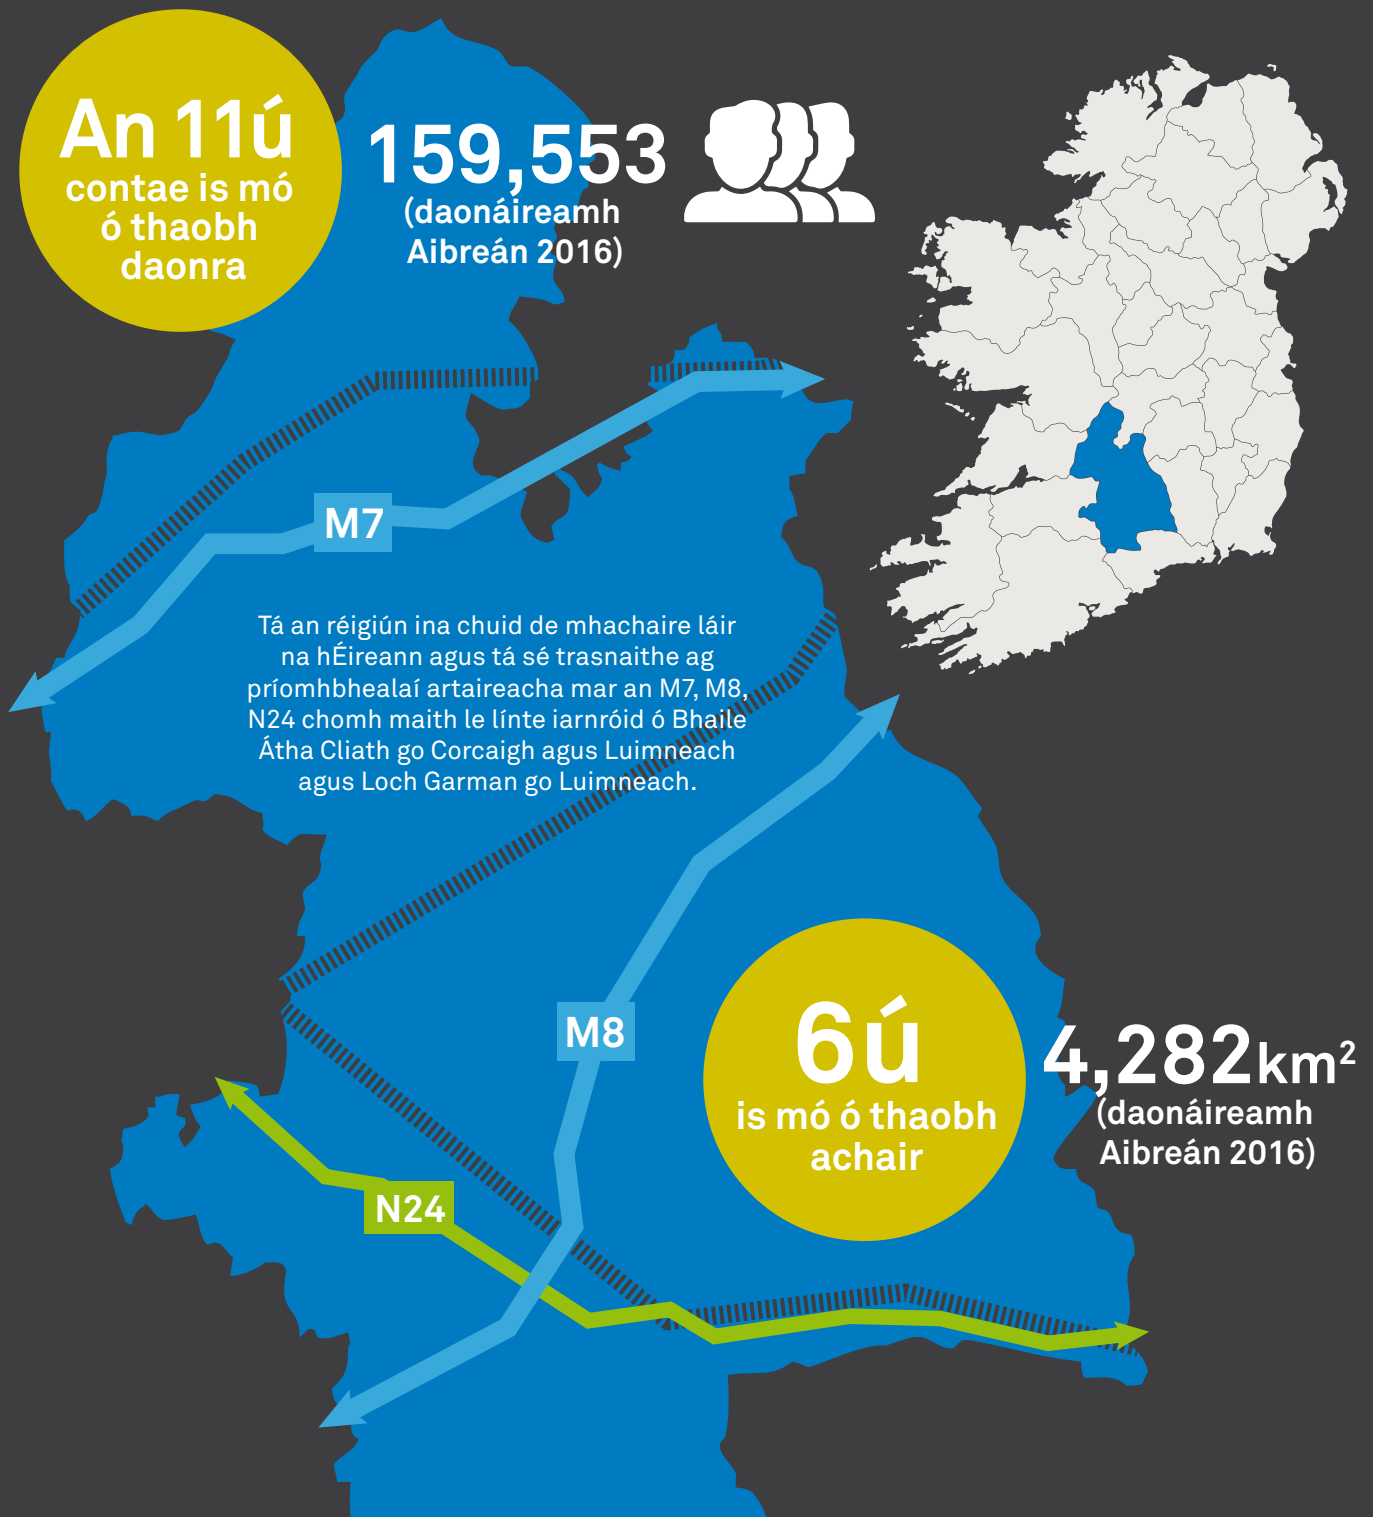 An 11ú
contae is mó
ó thaobh
daonra
159,553
(daonáireamh
Aibreán 2016)
M7
Tá an réigiún ina chuid de mhachaire láir
na hÉireann agus tá sé trasnaithe ag
príomhbhealaí artaireacha mar an M7, M8,
N24 chomh maith le línte iarnróid ó Bhaile
Átha Cliath go Corcaigh agus Luimneach
agus Loch Garman go Luimneach.
M8
6ú
is mó ó thaobh
achair
4,282km²
(daonáireamh
Aibreán 2016)
N24